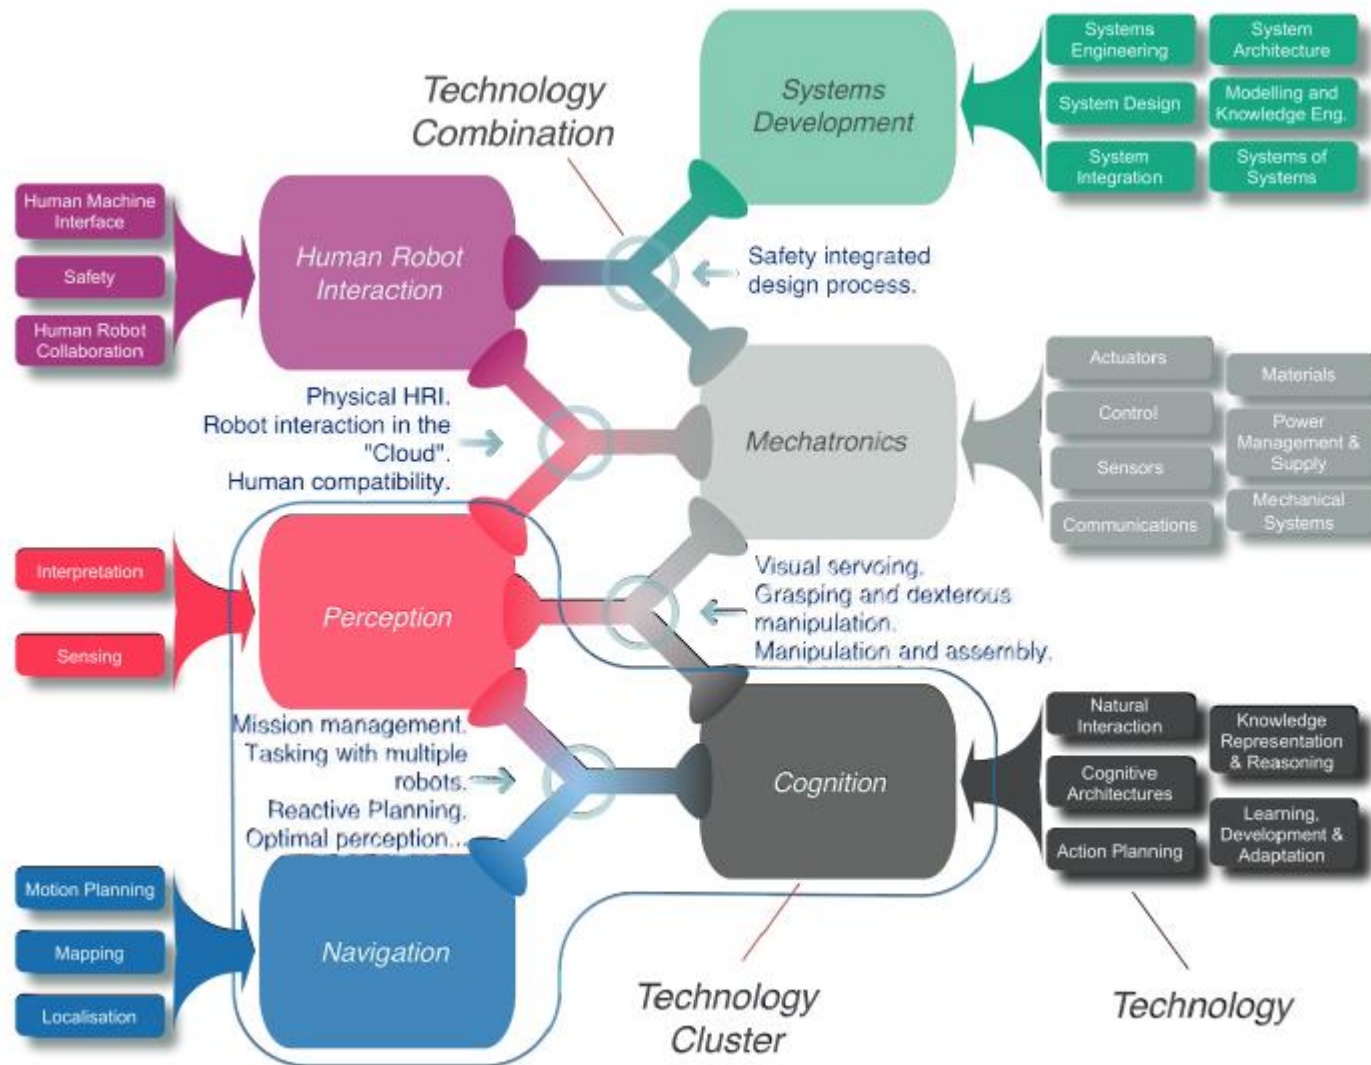 Systems
Engineering
System
Architecture
Technology
Combination
Systems
Development
System Design
Modelling and
Knowledge Eng.
System
Integration
Systems of
Systems
Human Machine
Interface
Safety
Human Robot
Collaboration
Human Robot
Interaction
Safety integrated
design process.
Physical HRI.
Robot interaction in the
"Cloud".
Human compatibility.
Mechatronics
Actuators
Materials
Control
Power
Management &
Supply
Sensors
Communications
Mechanical
Systems
Interpretation
Sensing
Perception
Visual servoing.
Grasping and dexterous
manipulation.
Manipulation and assembly.
Mission management.
Tasking with multiple
robots.
Reactive Planning.
Optimal perception...
Cognition
Natural
Interaction
Knowledge
Representation
& Reasoning
Cognitive
Architectures
Learning,
Development &
Adaptation
Action Planning
Motion Planning
Mapping
Localisation
Navigation
Technology
Cluster
Technology